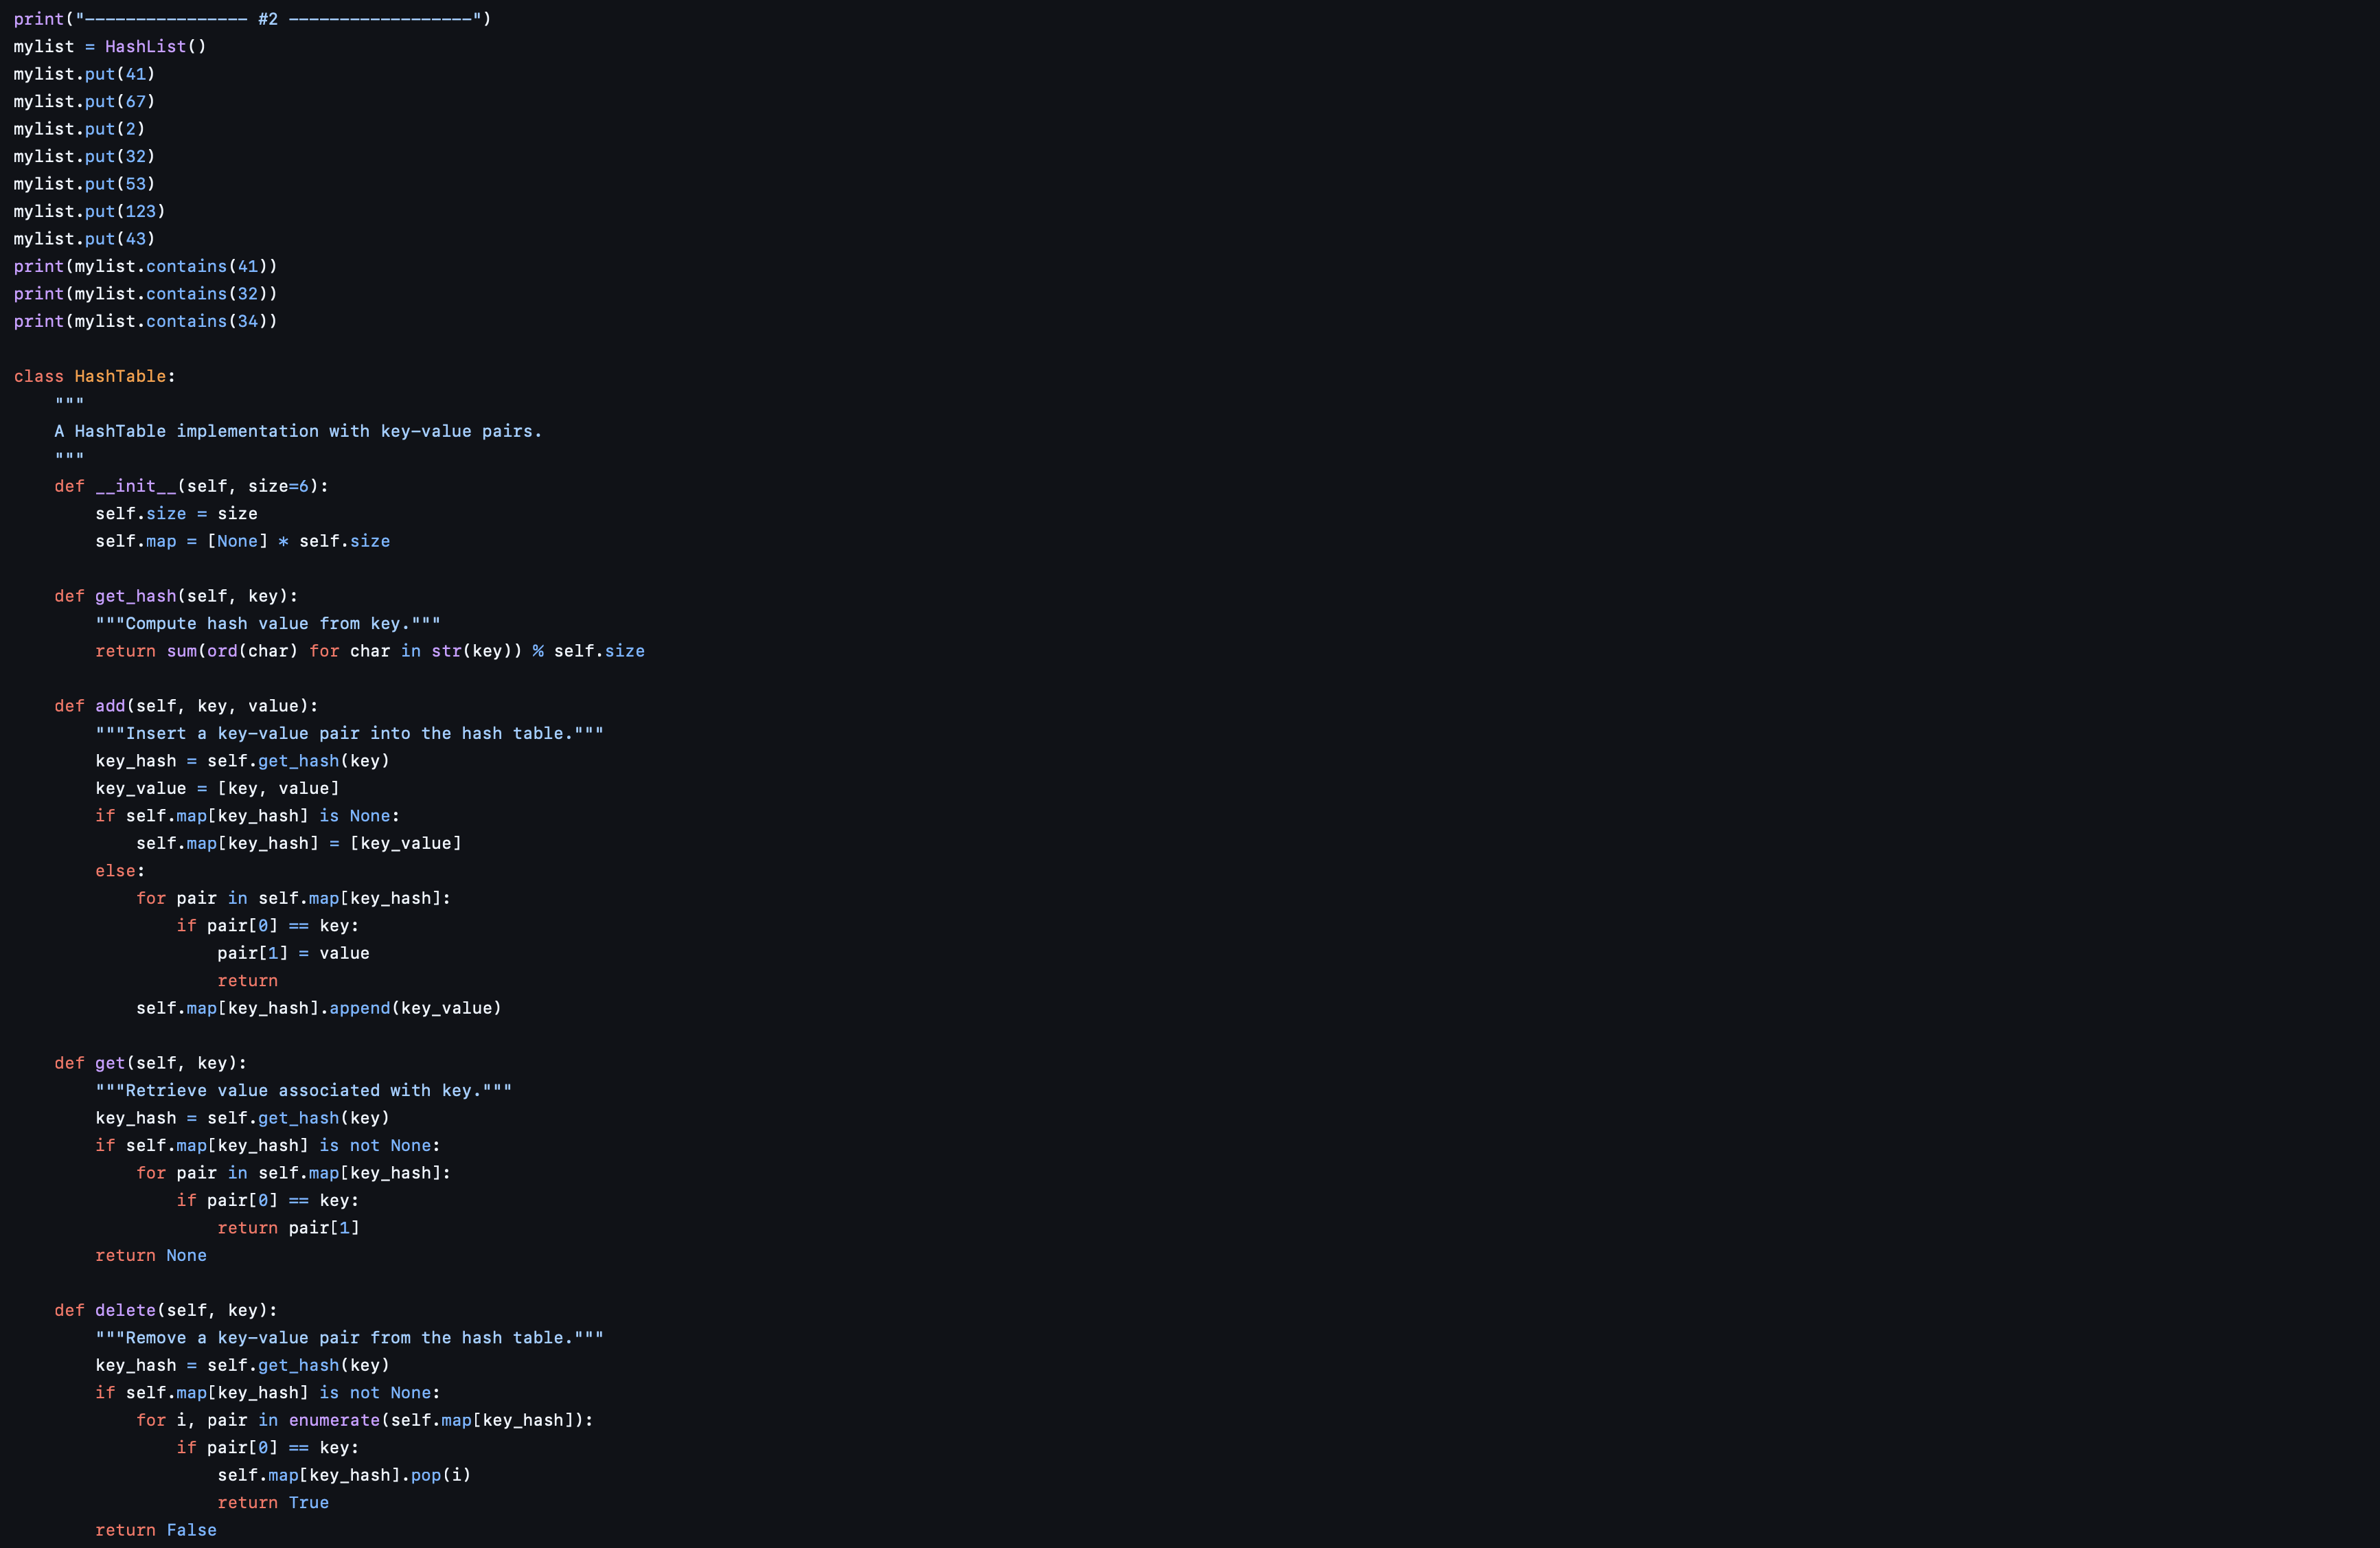 print("---------------- #2 ------------------")
mylist = HashList()
mylist.put(41)
mylist.put(67)
mylist.put(2)
mylist.put(32)
mylist.put(53)
mylist.put(123)
mylist.put(43)
print(mylist.contains(41))
print(mylist.contains(32))
print(mylist.contains(34))

class HashTable:
    """
    A HashTable implementation with key-value pairs.
    """
    def __init__(self, size=6):
        self.size = size
        self.map = [None] * self.size

    def get_hash(self, key):
        """Compute hash value from key."""
        return sum(ord(char) for char in str(key)) % self.size

    def add(self, key, value):
        """Insert a key-value pair into the hash table."""
        key_hash = self.get_hash(key)
        key_value = [key, value]
        if self.map[key_hash] is None:
            self.map[key_hash] = [key_value]
        else:
            for pair in self.map[key_hash]:
                if pair[0] == key:
                    pair[1] = value
                    return
            self.map[key_hash].append(key_value)

    def get(self, key):
        """Retrieve value associated with key."""
        key_hash = self.get_hash(key)
        if self.map[key_hash] is not None:
            for pair in self.map[key_hash]:
                if pair[0] == key:
                    return pair[1]
        return None

    def delete(self, key):
        """Remove a key-value pair from the hash table."""
        key_hash = self.get_hash(key)
        if self.map[key_hash] is not None:
            for i, pair in enumerate(self.map[key_hash]):
                if pair[0] == key:
                    self.map[key_hash].pop(i)
                    return True
        return False